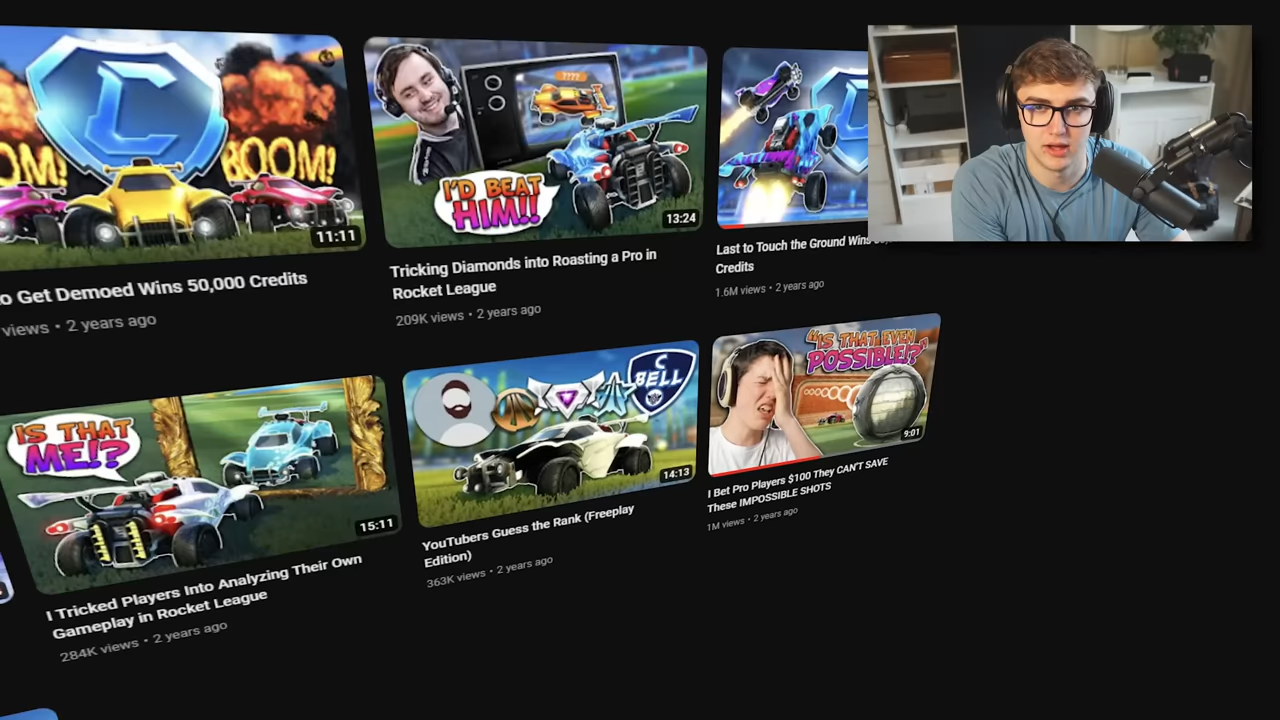 OM!
BOOM!
11:11
I'D BEAT
HIM!!
????
13:24
o Get Demoed Wins 50,000 Credits
views • 2 years ago
Tricking Diamonds into Roasting a Pro in
Rocket League
209K views • 2 years ago
Last to Touch the Ground Wins
Credits
1.6M views • 2 years ago
IS THAT
ME!?
15:11
C
BELL
14:13
"IS THAT EVEN
POSSIBLE!?"
9:01
I Tricked Players Into Analyzing Their Own
Gameplay in Rocket League
284K views • 2 years ago
YouTubers Guess the Rank (Freeplay
Edition)
363K views • 2 years ago
I Bet Pro Players $100 They CAN'T SAVE
These IMPOSSIBLE SHOTS
1M views • 2 years ago